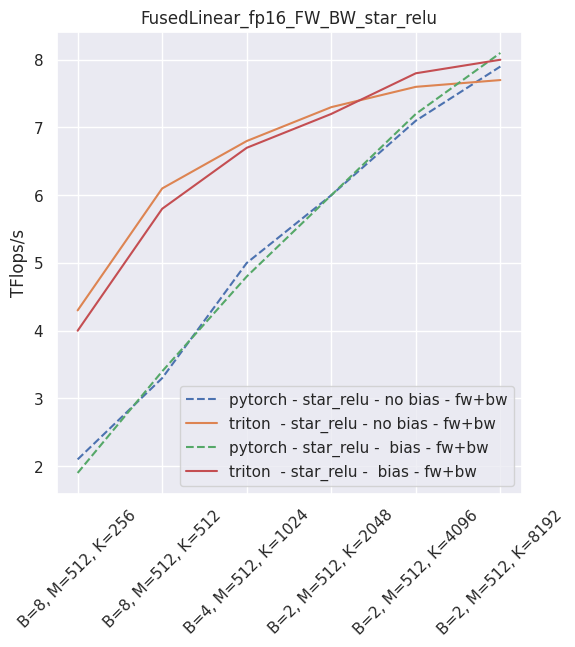 FusedLinear_fp16_FW_BW_star_relu
TFlops/s
8
7
6
5
4
3
2
pytorch - star_relu - no bias - fw+bw
triton  - star_relu - no bias - fw+bw
pytorch - star_relu -  bias - fw+bw
triton  - star_relu -  bias - fw+bw
B=8, M=512, K=256
B=8, M=512, K=512
B=4, M=512, K=1024
B=2, M=512, K=2048
B=2, M=512, K=4096
B=2, M=512, K=8192